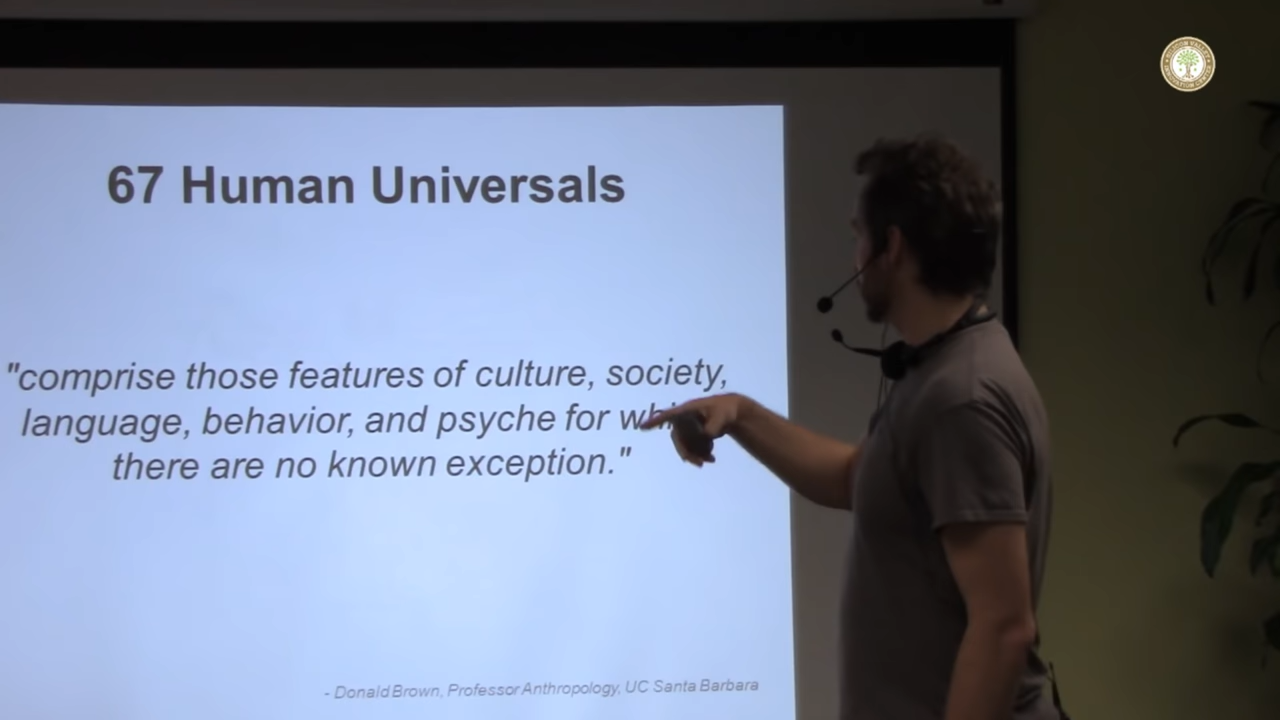 67 Human Universals
"comprise those features of culture, society,
language, behavior, and psyche for
there are no known exception."
- Donald Brown, Professor Anthropology, UC Santa Barbara